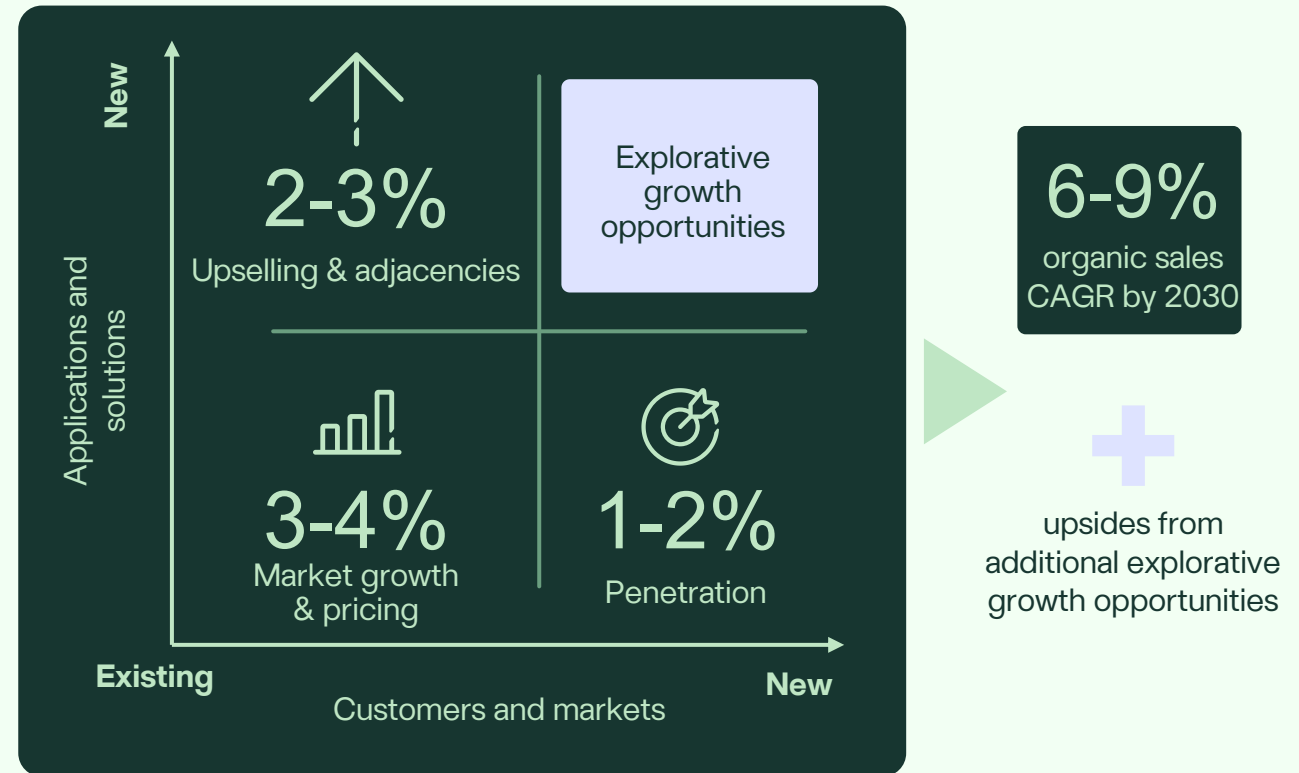 New
Applications and
solutions
2-3%
Upselling & adjacencies
Explorative
growth
opportunities
3-4%
Market growth
& pricing
1-2%
Penetration
Existing
New
Customers and markets
6-9%
organic sales
CAGR by 2030
upsides from
additional explorative
growth opportunities